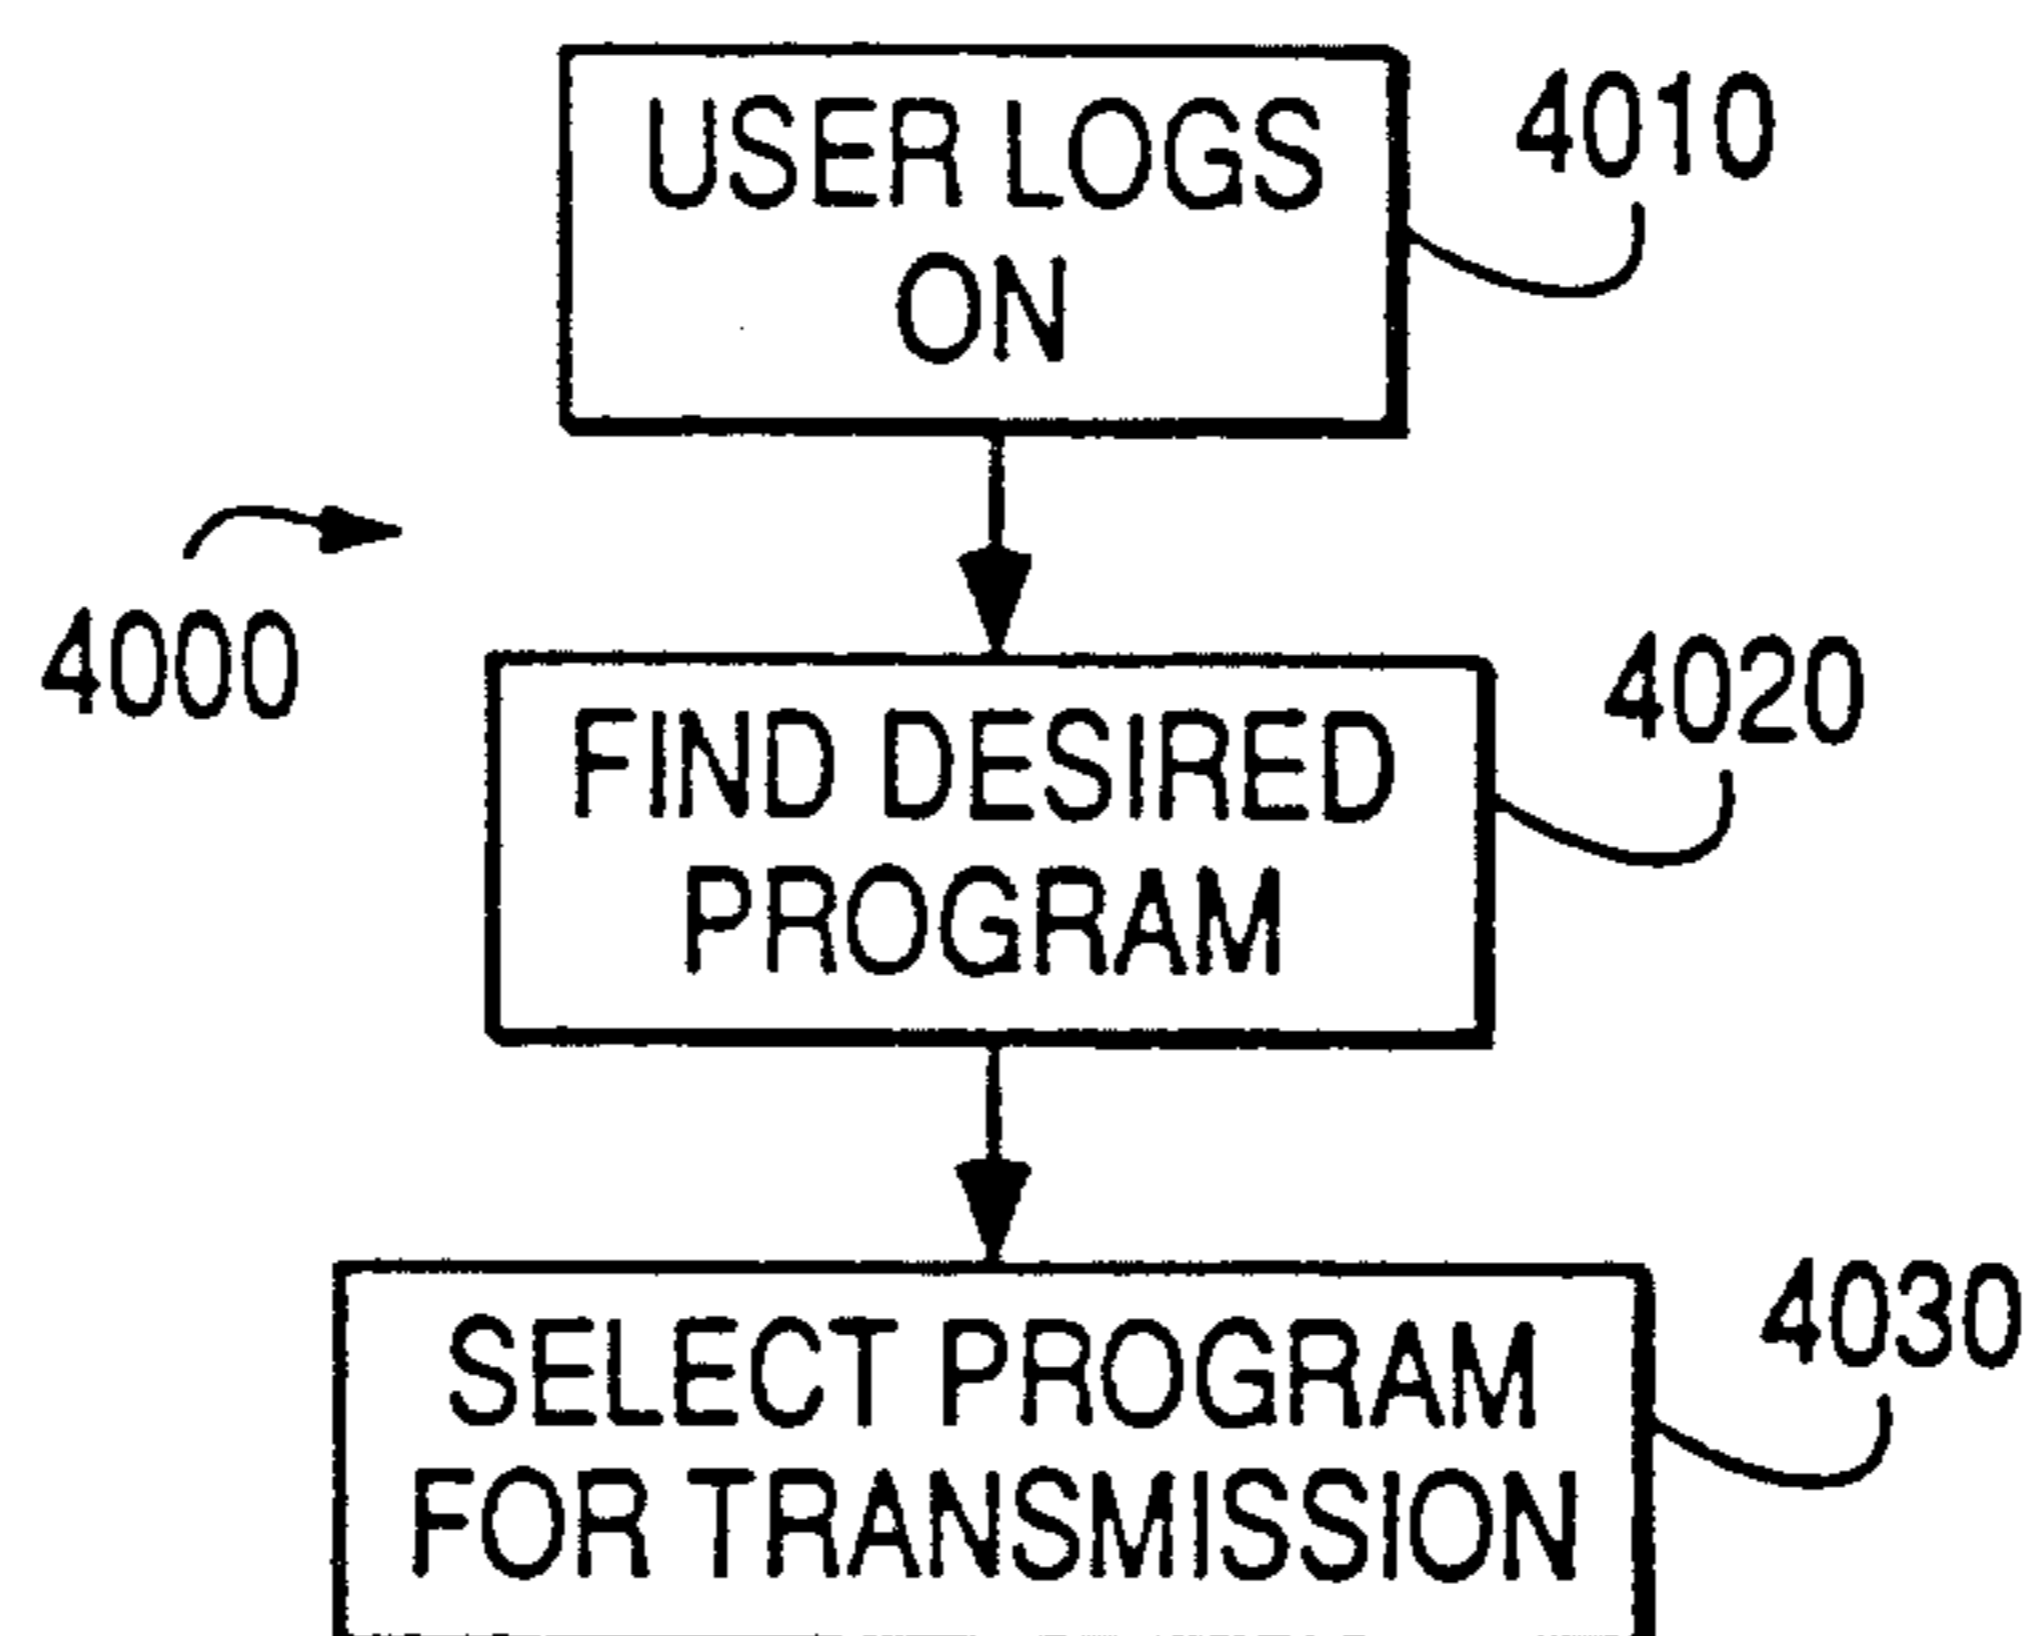 USER LOGS
ON
4010
4000
FIND DESIRED
PROGRAM
4020
SELECT PROGRAM
FOR TRANSMISSION
4030